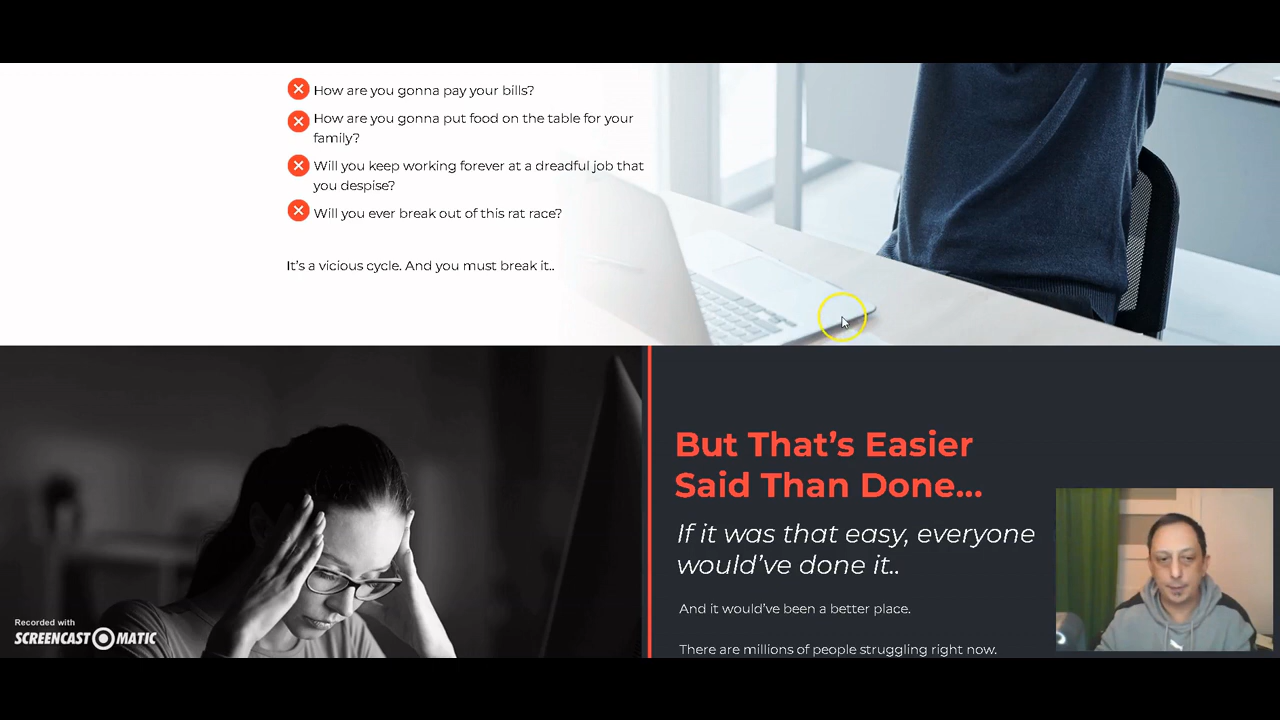 How are you gonna pay your bills?
How are you gonna put food on the table for your
family?
Will you keep working forever at a dreadful job that
you despise?
Will you ever break out of this rat race?
It's a vicious cycle. And you must break it..
But That's Easier
Said Than Done...
If it was that easy, everyone
would've done it..
And it would've been a better place.
There are millions of people struggling right now.
Recorded with
SCREENCAST MATIC